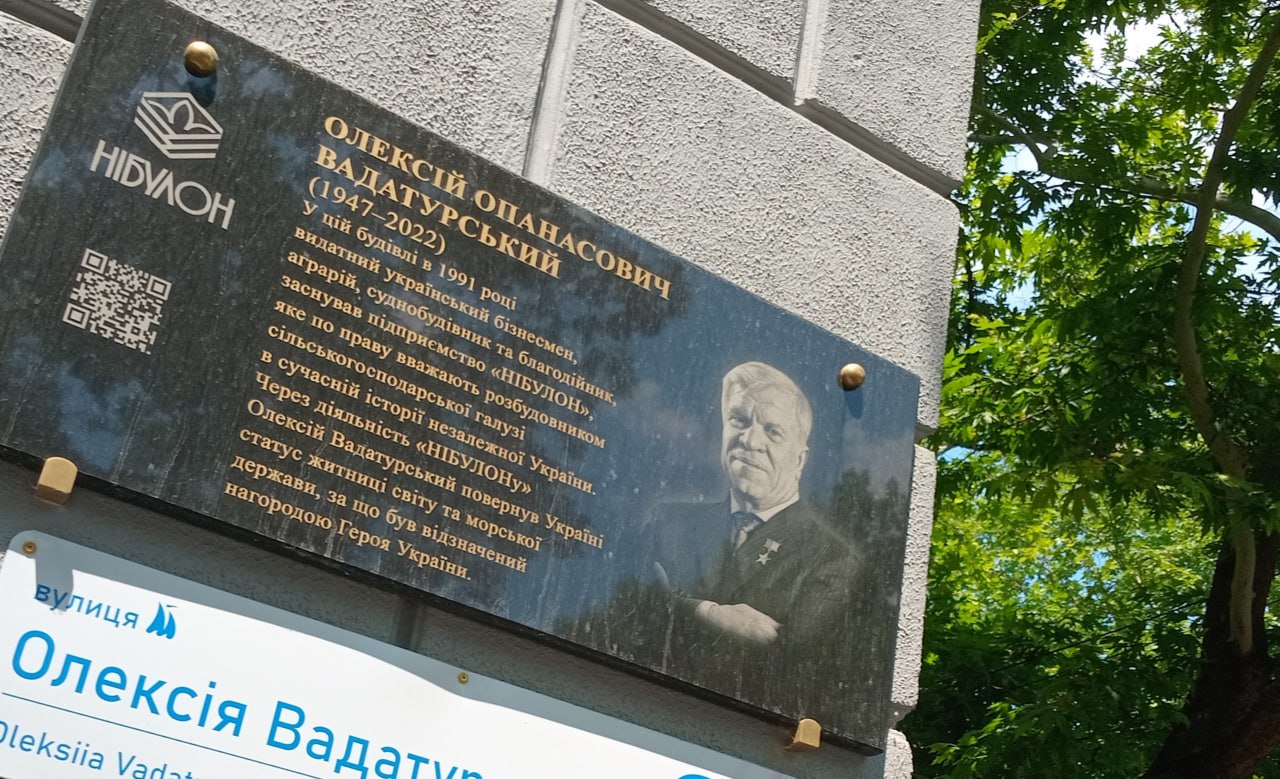 НІБУЛОН
ОЛЕКСІЙ ОПАНАСОВИЧ
ВАДАТУРСЬКИЙ
(1947–2022)
У цій будівлі в 1991 році
видатний український бізнесмен,
аграрій, суднобудівник та благодійник,
заснував підприємство «НІБУЛОН»,
яке по праву вважають розбудовником
сільськогосподарської галузі
в сучасній історії незалежної України.
Через діяльність «НІБУЛОНу»
Олексій Вадатурський повернув Україні
статус житниці світу та морської
держави, за що був відзначений
нагородою Героя України.
вулиця
Олексія Вадатур
Oleksiia Vadat